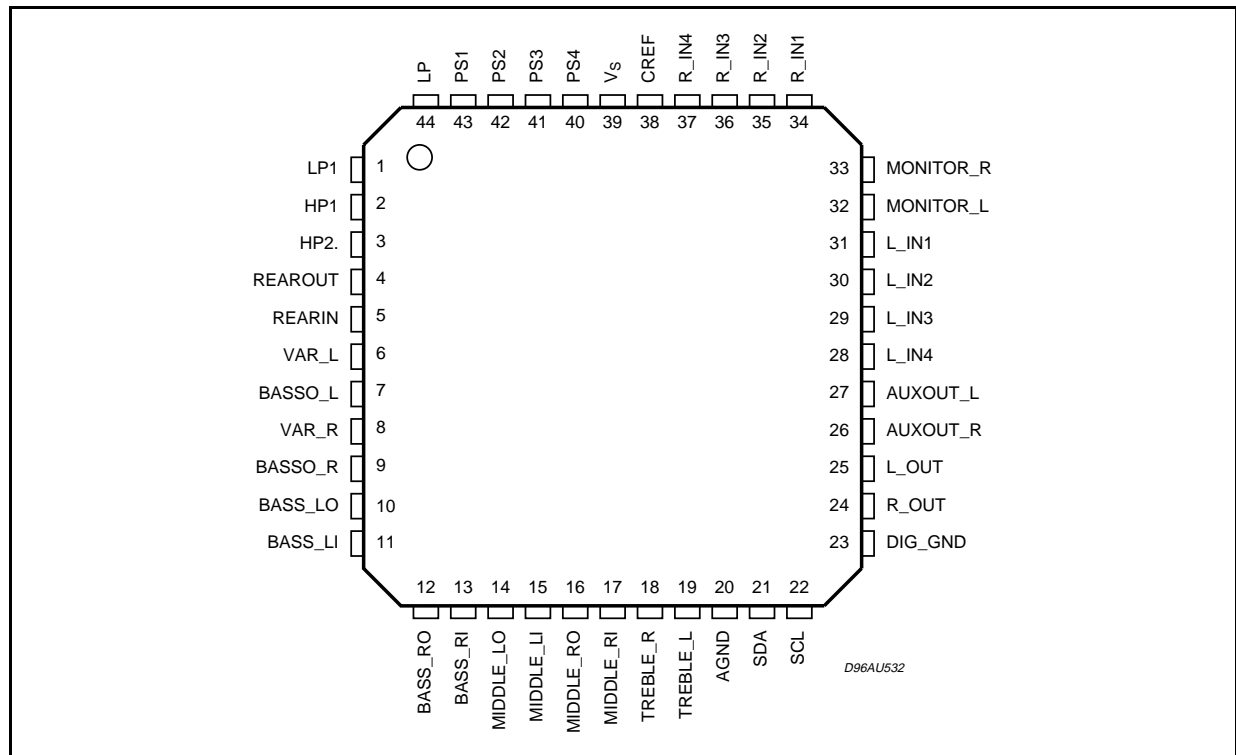 LP
PS1
PS2
PS3
PS4
VS
CREF
R_IN4
R_IN3
R_IN2
R_IN1
44 43 42 41 40 39 38 37 36 35 34
LP1 1
HP1 2
HP2. 3
REAROUT 4
REARIN 5
VAR_L 6
BASSO_L 7
VAR_R 8
BASSO_R 9
BASS_LO 10
BASS_LI 11
33 MONITOR_R
32 MONITOR_L
31 L_IN1
30 L_IN2
29 L_IN3
28 L_IN4
27 AUXOUT_L
26 AUXOUT_R
25 L_OUT
24 R_OUT
23 DIG_GND
12 13 14 15 16 17 18 19 20 21 22
BASS_RO
BASS_RI
MIDDLE_LO
MIDDLE_LI
MIDDLE_RO
MIDDLE_RI
TREBLE_R
TREBLE_L
AGND
SDA
SCL
D96AU532